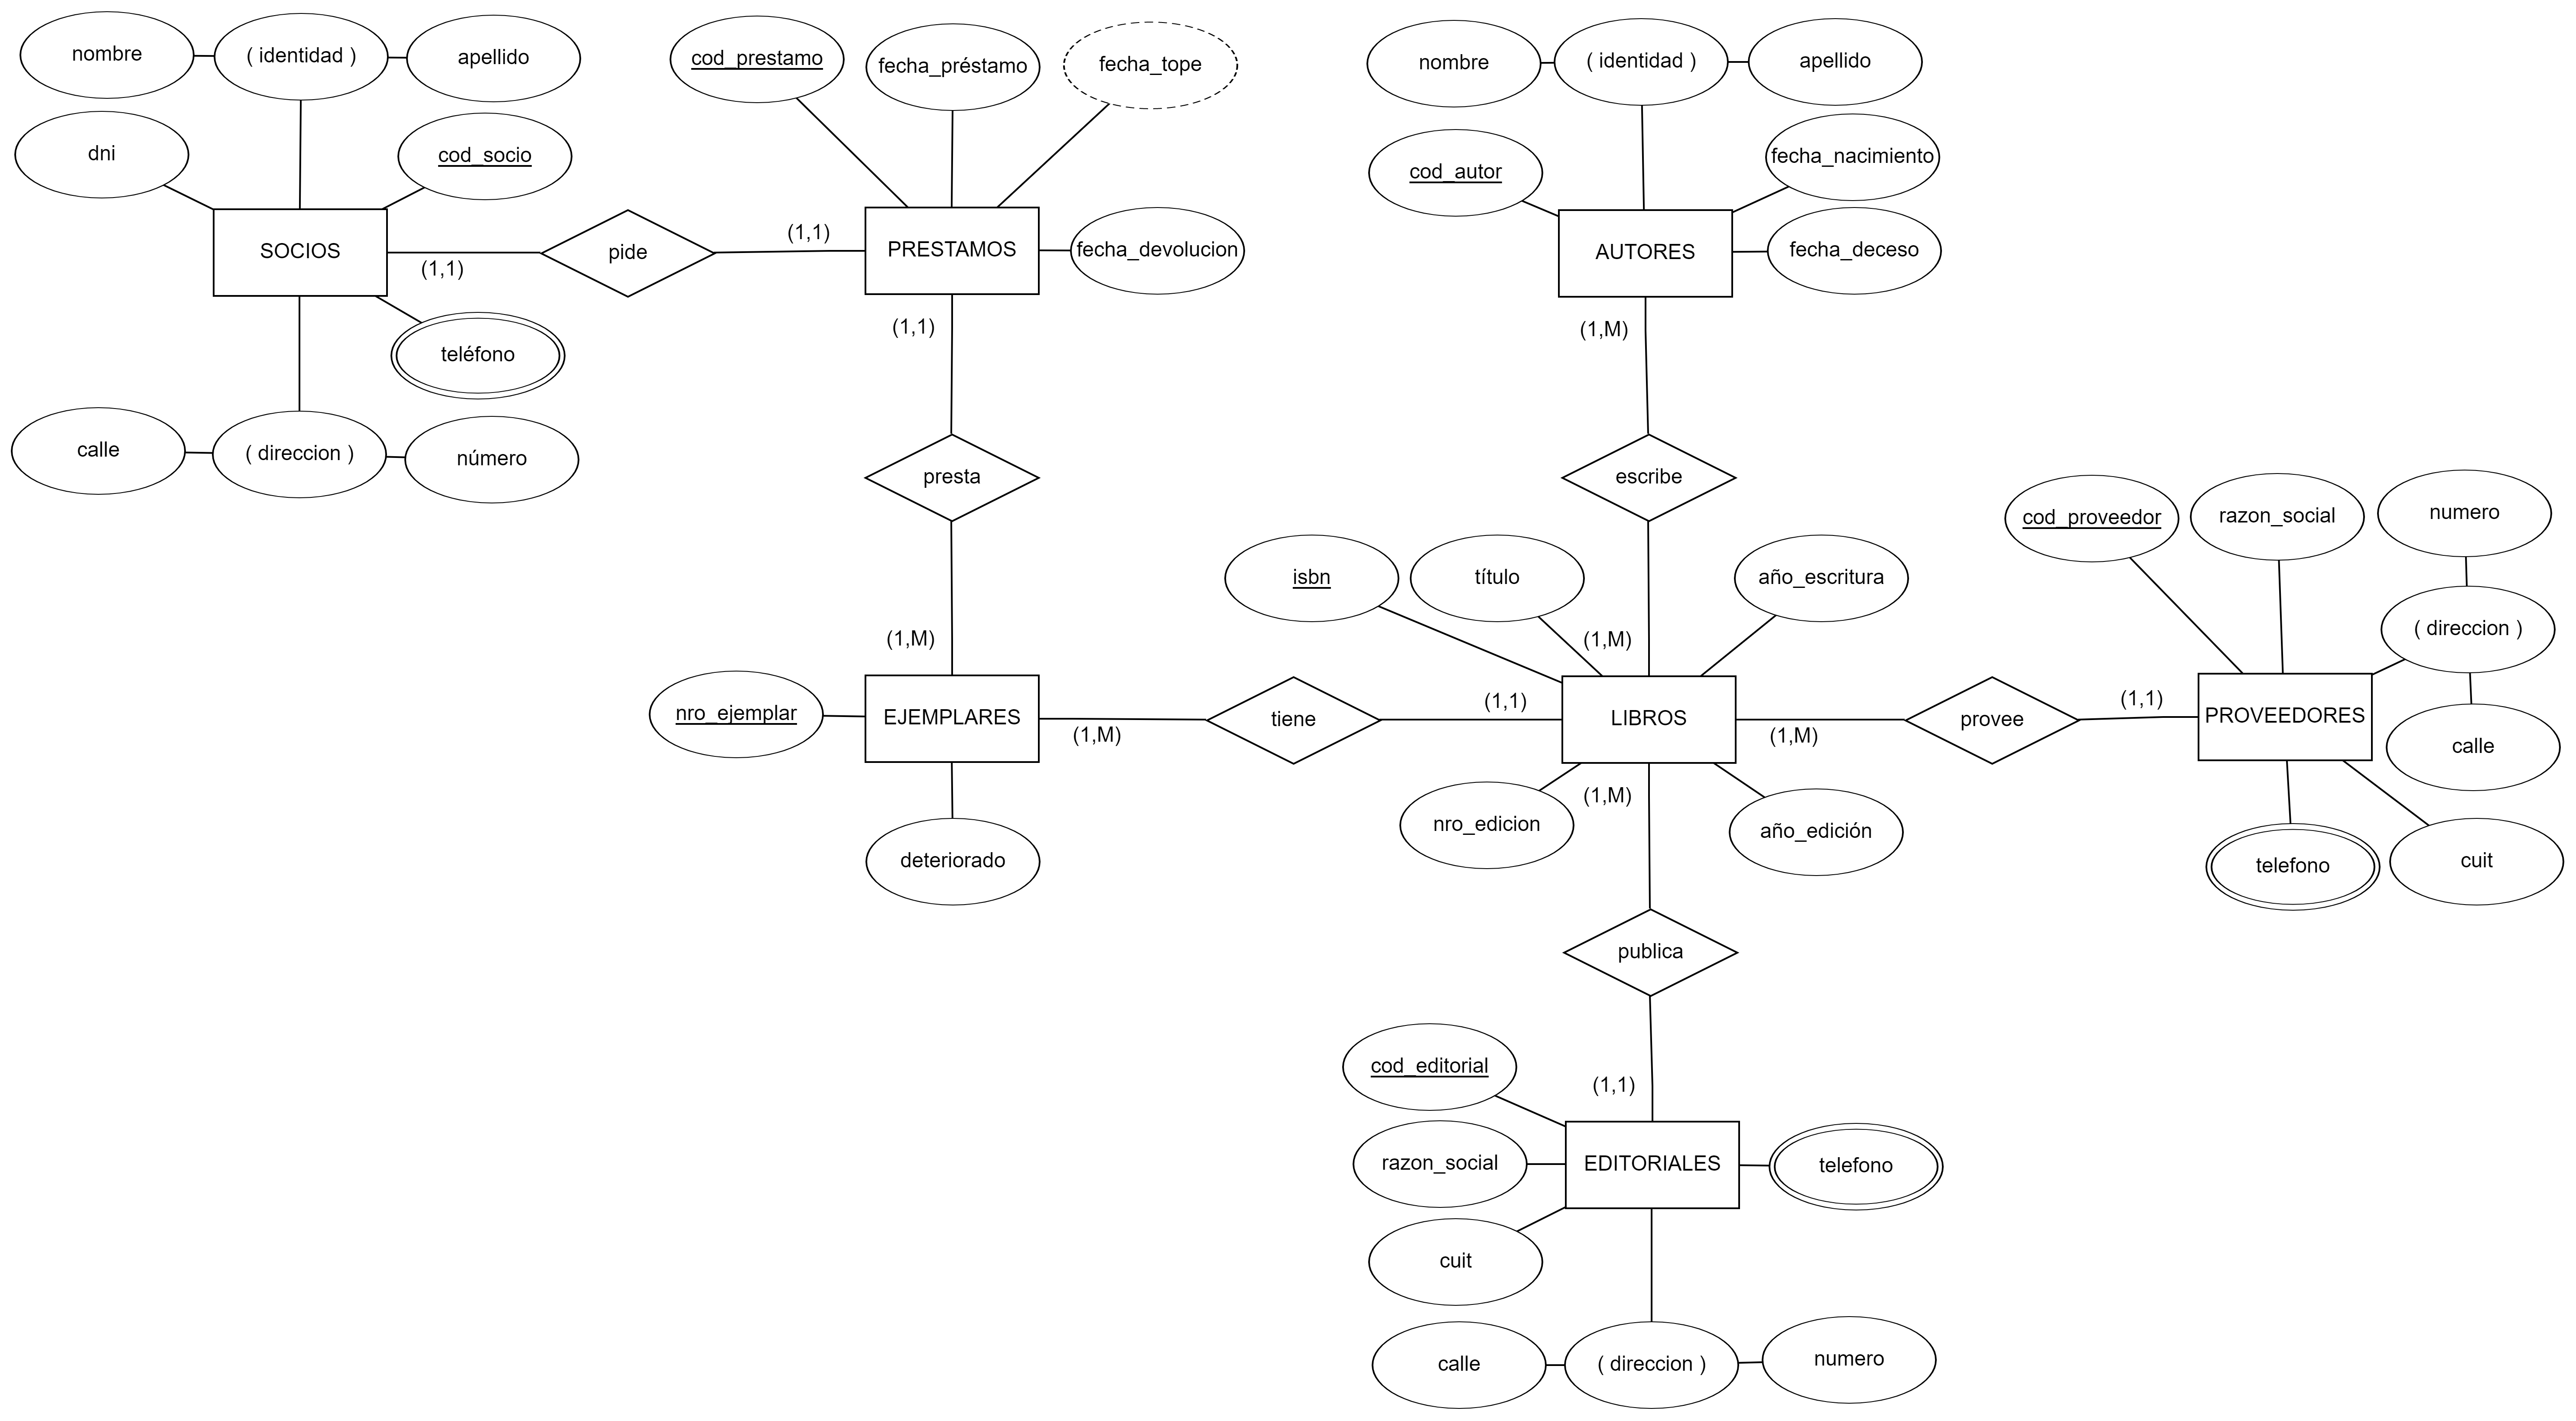 nombre
( identidad )
apellido
dni
cod_socio
SOCIOS
(1,1)
pide
(1,1)
teléfono
calle
( direccion )
número
cod_prestamo
fecha_préstamo
fecha_tope
PRESTAMOS
fecha_devolucion
(1,1)
presta
(1,M)
nro_ejemplar
EJEMPLARES
(1,M)
deteriorado
tiene
(1,1)
nombre
( identidad )
apellido
cod_autor
fecha_nacimiento
AUTORES
fecha_deceso
(1,M)
escribe
(1,M)
isbn
título
año_escritura
LIBROS
(1,M)
nro_edicion
(1,M)
año_edición
provee
(1,1)
cod_proveedor
razon_social
numero
( direccion )
PROVEEDORES
calle
telefono
cuit
publica
(1,1)
cod_editorial
razon_social
EDITORIALES
telefono
cuit
calle
( direccion )
numero